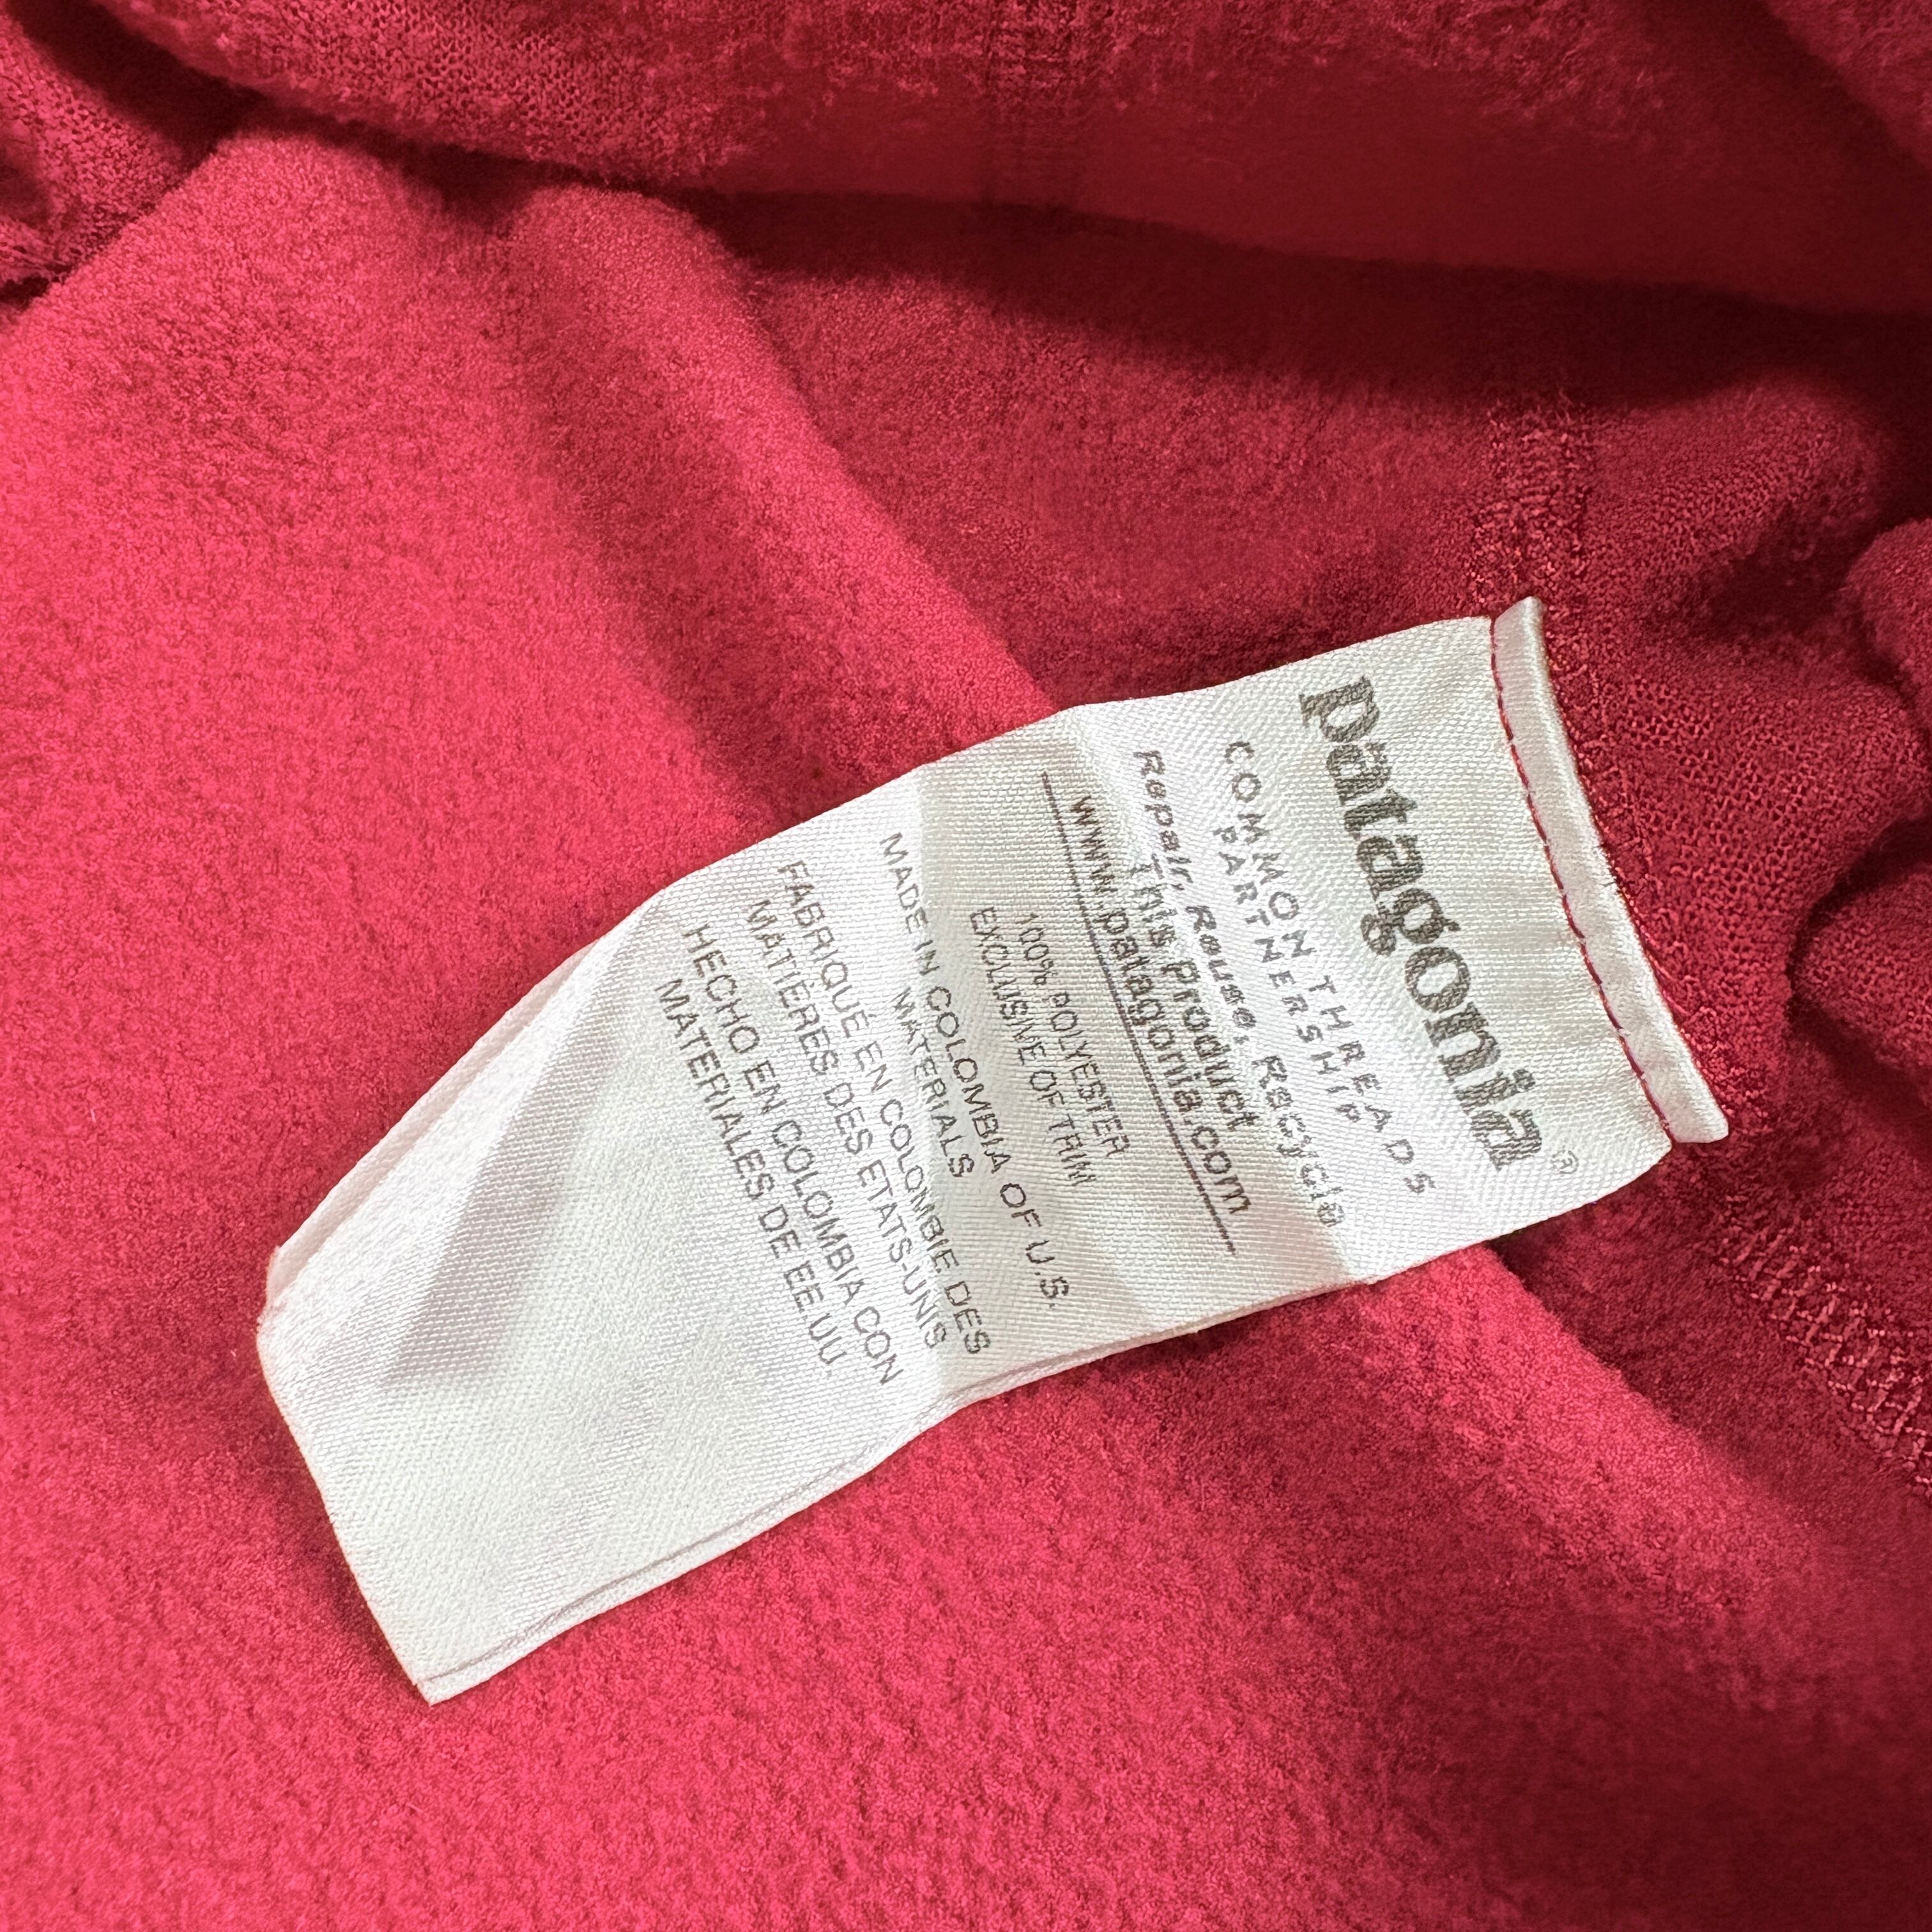 patagonia®
COMMON THREADS
PARTNERSHIP
Repair, Reuse, Recycle
This Product
www.patagonia.com
100% POLYESTER
EXCLUSIVE OF TRIM
MADE IN COLOMBIA OF U.S.
MATERIALS
FABRIQUÉ EN COLOMBIE DES
MATIÈRES DES ETATS-UNIS
HECHO EN COLOMBIA CON
MATERIALES DE EE.UU.